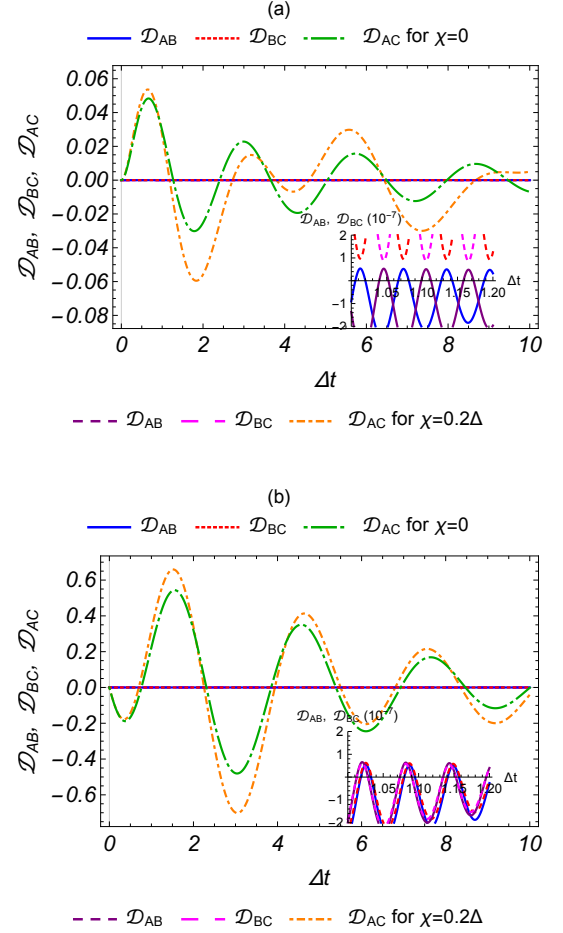 (a)
𝒟AB 𝒟BC 𝒟AC for χ=0
0.06
0.04
0.02
0.00
−0.02
−0.04
−0.06
−0.08
𝒟AB, 𝒟BC, 𝒟AC
𝒟AB, 𝒟BC (10⁻⁷)
2
1
−1
−2
1.05 1.10 1.15 1.20
Δt
0 2 4 6 8 10
Δt
𝒟AB 𝒟BC 𝒟AC for χ=0.2Δ
(b)
𝒟AB 𝒟BC 𝒟AC for χ=0
0.6
0.4
0.2
0.0
−0.2
−0.4
−0.6
𝒟AB, 𝒟BC, 𝒟AC
𝒟AB, 𝒟BC (10⁻⁷)
2
1
−1
−2
1.05 1.10 1.15 1.20
Δt
0 2 4 6 8 10
Δt
𝒟AB 𝒟BC 𝒟AC for χ=0.2Δ